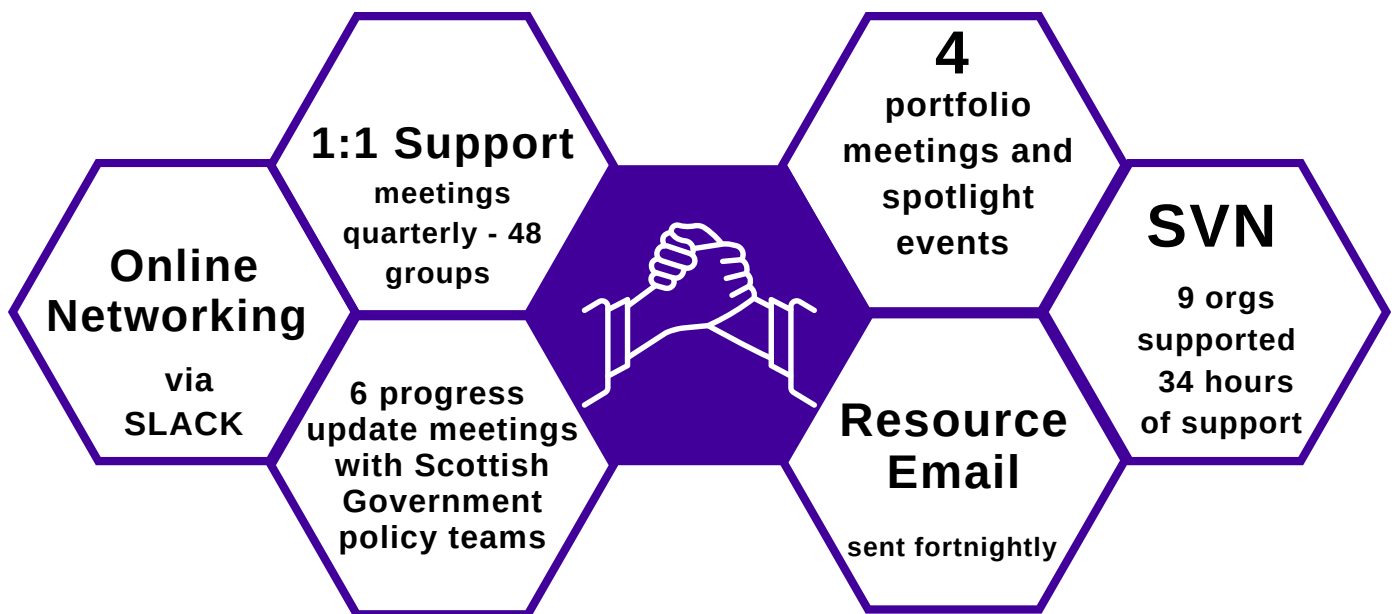 Online
Networking
via
SLACK
1:1 Support
meetings
quarterly - 48
groups
6 progress
update meetings
with Scottish
Government
policy teams
4
portfolio
meetings and
spotlight
events
Resource
Email
sent fortnightly
SVN
9 orgs
supported
34 hours
of support